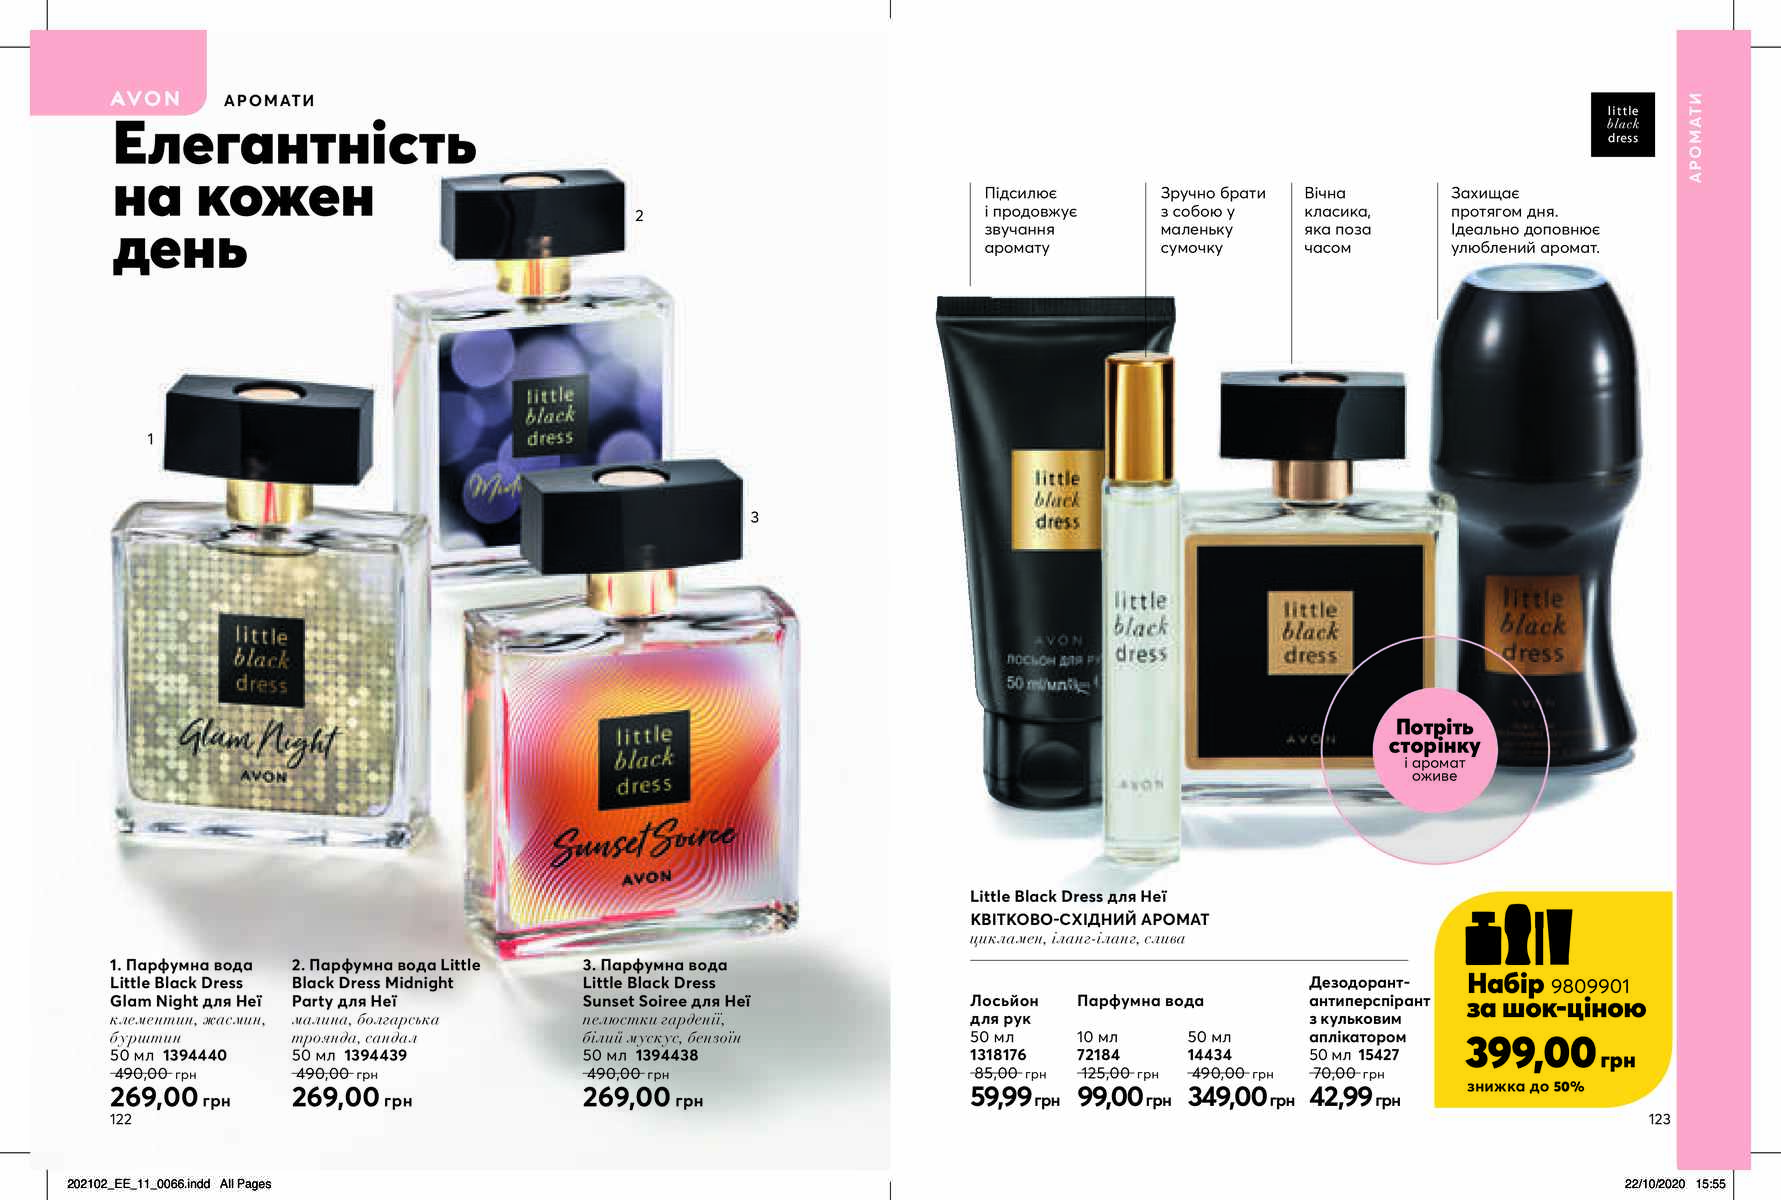 AVON
АРОМАТИ
Елегантність
на кожен
день
2
1
3
little
black
dress
little
black
dress
Glam Night
AVON
little
black
dress
Sunset Soiree
AVON
1. Парфумна вода
Little Black Dress
Glam Night для Неї
клементин, жасмин,
бурштин
50 мл 1394440
490,00 грн
269,00 грн
122
2. Парфумна вода Little
Black Dress Midnight
Party для Неї
малина, болгарська
троянда, сандал
50 мл 1394439
490,00 грн
269,00 грн
3. Парфумна вода
Little Black Dress
Sunset Soiree для Неї
пелюстки гарденії,
білий мускус, бензоїн
50 мл 1394438
490,00 грн
269,00 грн
little
black
dress
АРОМАТИ
Підсилює
і продовжує
звучання
аромату
Зручно брати
з собою у
маленьку
сумочку
Вічна
класика,
яка поза
часом
Захищає
протягом дня.
Ідеально доповнює
улюблений аромат.
little
black
dress
AVON
ЛОСЬОН ДЛЯ РУ
50 ml/мл
little
black
dress
AVON
little
black
dress
AVON
little
black
dress
AVON
Потріть
сторінку
і аромат
оживе
Little Black Dress для Неї
КВІТКОВО-СХІДНИЙ АРОМАТ
цикламен, іланг-іланг, слива
Лосьйон
для рук
50 мл
1318176
85,00 грн
59,99 грн
Парфумна вода
10 мл
72184
125,00 грн
99,00 грн
50 мл
14434
490,00 грн
349,00 грн
Дезодорант-
антиперспірант
з кульковим
аплікатором
50 мл 15427
70,00 грн
42,99 грн
Набір 9809901
за шок-ціною
399,00 грн
знижка до 50%
123
202102_EE_11_0066.indd All Pages
22/10/2020 15:55